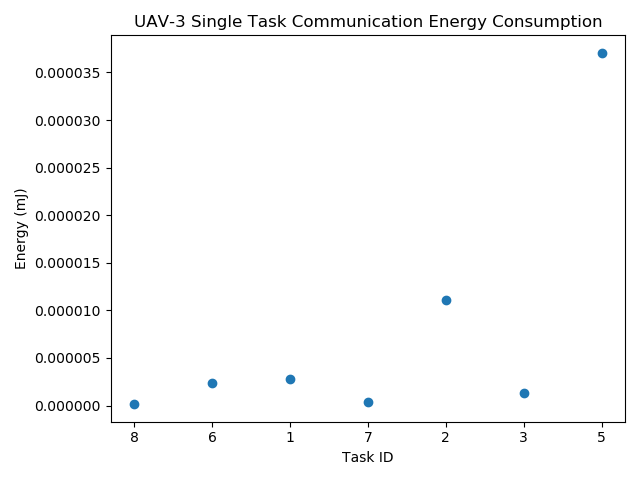 UAV-3 Single Task Communication Energy Consumption
0.000035
0.000030
0.000025
0.000020
0.000015
0.000010
0.000005
0.000000
Energy (mJ)
8 6 1 7 2 3 5
Task ID